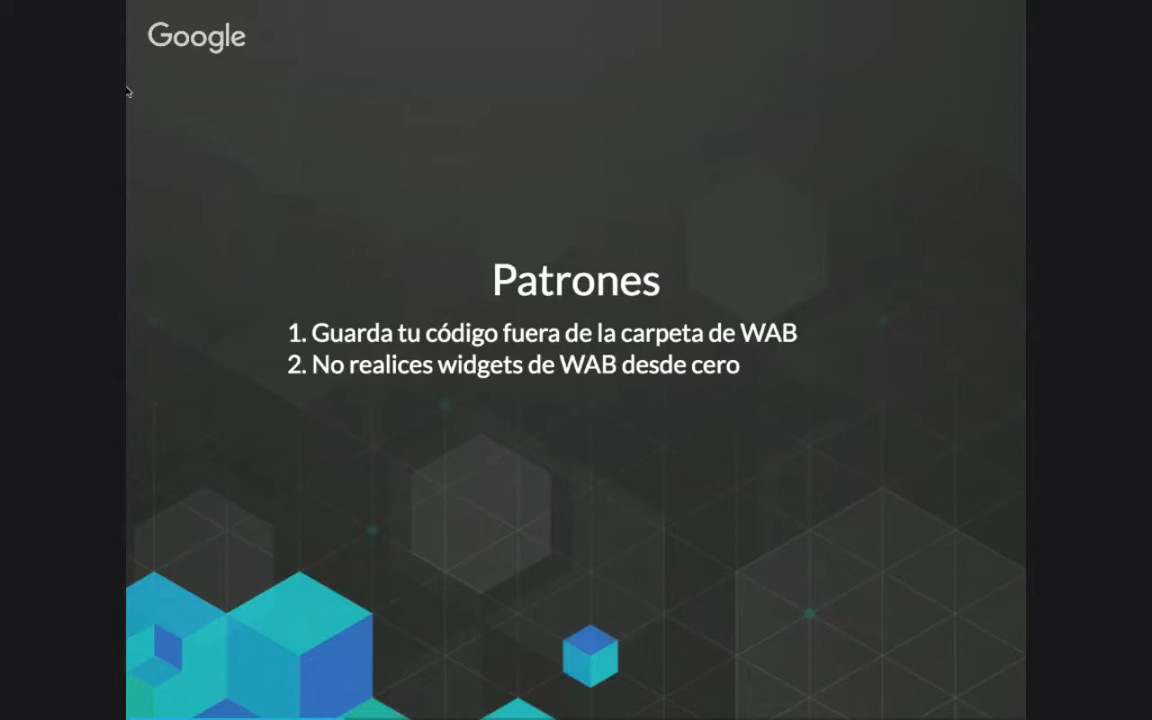 Google
Patrones
1. Guarda tu código fuera de la carpeta de WAB
2. No realices widgets de WAB desde cero